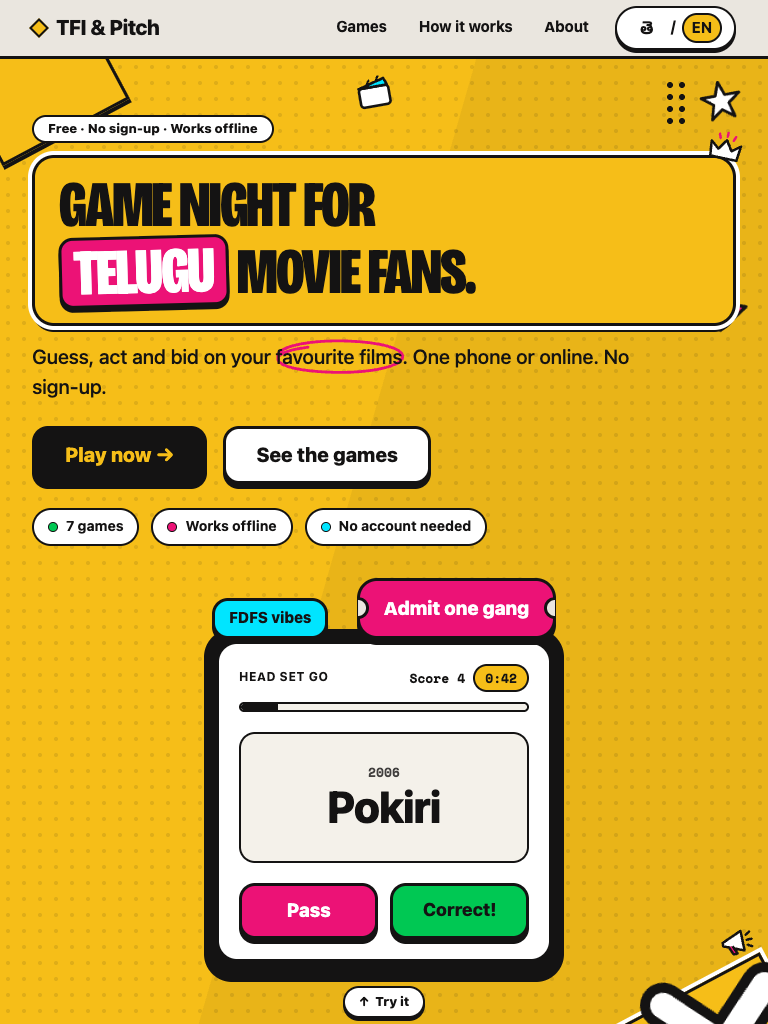 TFI & Pitch
Games How it works About తె / EN
Free · No sign-up · Works offline
GAME NIGHT FOR
TELUGU MOVIE FANS.
Guess, act and bid on your favourite films. One phone or online. No
sign-up.
Play now → See the games
7 games Works offline No account needed
FDFS vibes Admit one gang
HEAD SET GO Score 4 0:42
2006
Pokiri
Pass Correct!
↑ Try it